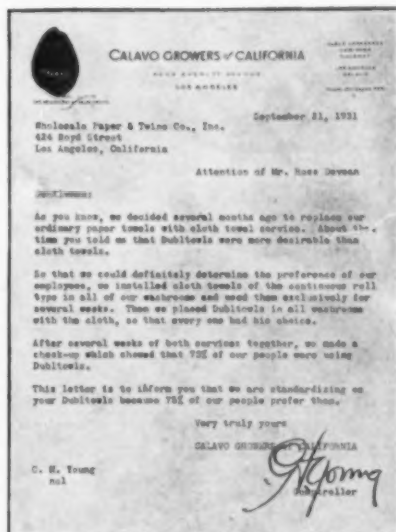 CALAVO GROWERS of CALIFORNIA
LOS ANGELES
September 21, 1931
Wholesale Paper & Twine Co., Inc.
424 Boyd Street
Los Angeles, California
Attention of Mr.
Gentlemen:
As you know, we decided several months ago to replace our
ordinary paper towels with cloth towel service. About the
time you told us that Dubltowls were more desirable than
cloth towels.
So that we could definitely determine the preference of our
employees, we installed cloth towels of the continuous roll
type in all of our washrooms and used them exclusively for
several weeks. Then we placed Dubltowls in all washrooms
with the cloth, so that every one had his choice.
After several weeks of both services together, we made a
check-up which showed that 75% of our people were using
Dubltowls.
This letter is to inform you that we are standardizing on
your Dubltowls because 75% of our people prefer them.
Very truly yours
CALAVO GROWERS OF CALIFORNIA
C. H. Young
Comptroller